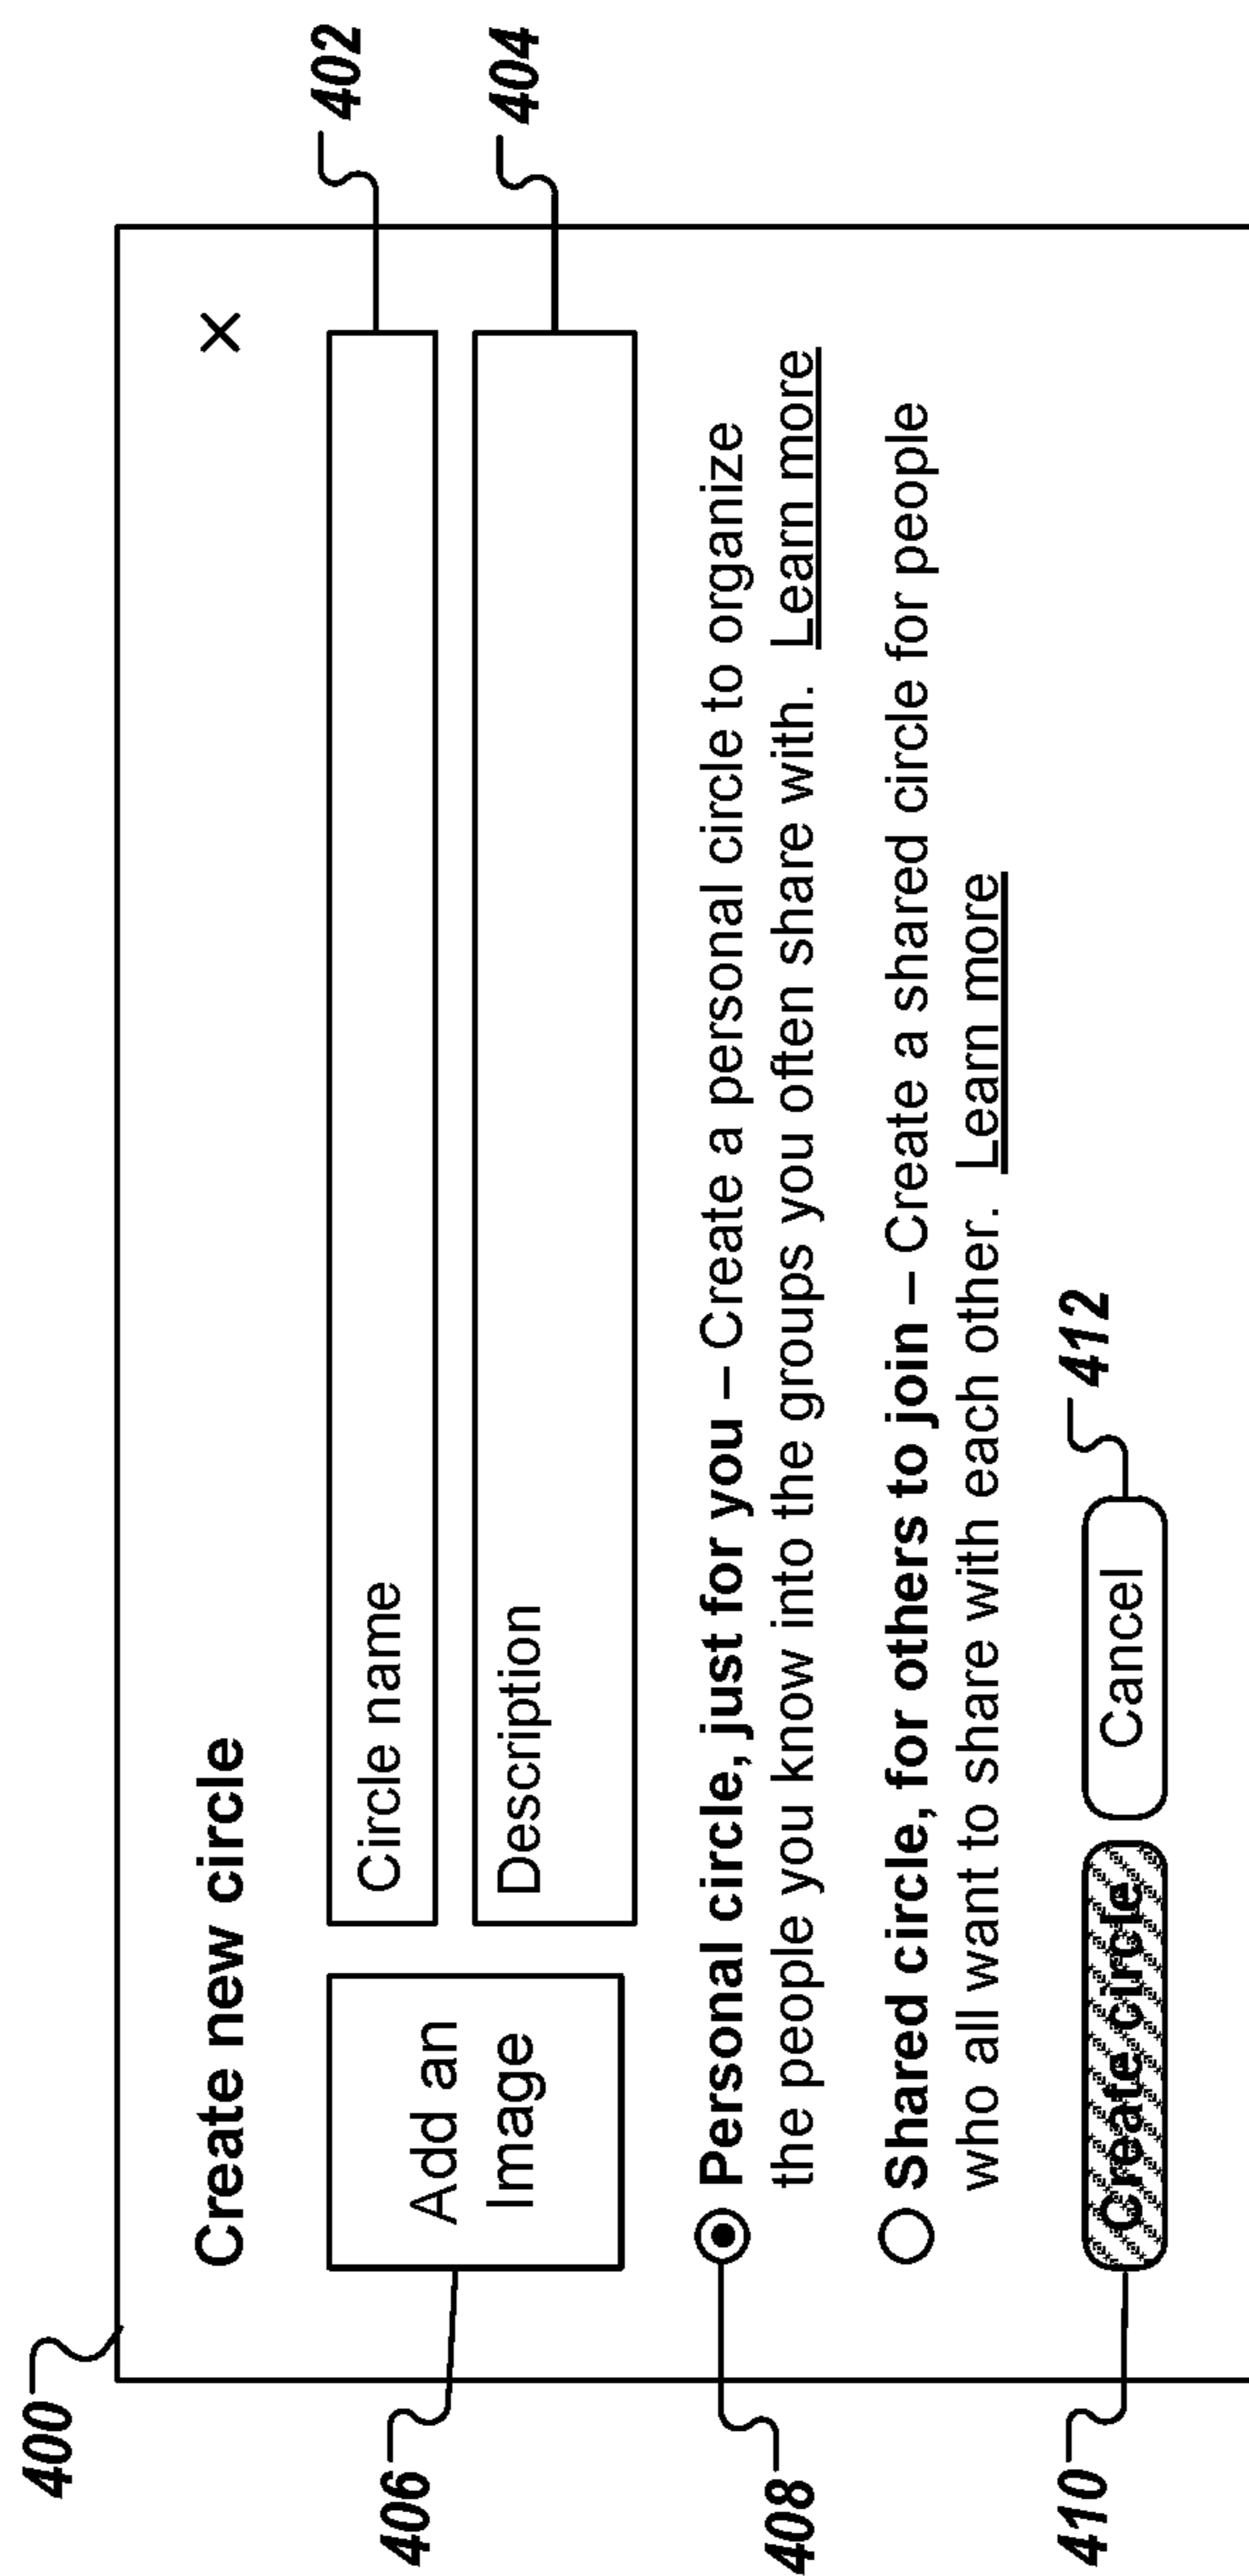 400
Create new circle
×
402
404
406
Add an
Image
Circle name
Description
408
Personal circle, just for you – Create a personal circle to organize
the people you know into the groups you often share with. Learn more
Shared circle, for others to join – Create a shared circle for people
who all want to share with each other. Learn more
410
Create circle
Cancel
412